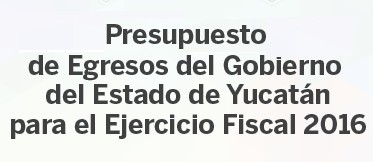 Presupuesto
de Egresos del Gobierno
del Estado de Yucatán
para el Ejercicio Fiscal 2016